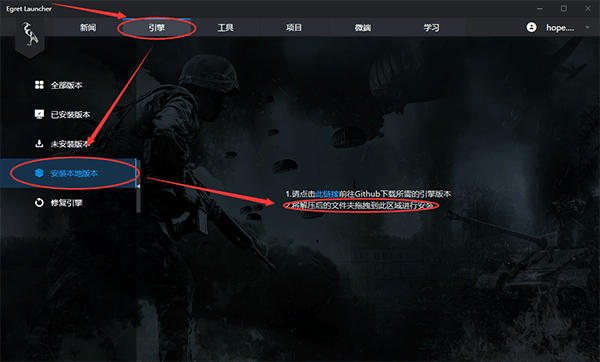 Egret Launcher
新闻
引擎
工具
项目
微端
学习
hope....
全部版本
已安装版本
未安装版本
安装本地版本
修复引擎
1.请点击此链接前往Github下载所需的引擎版本
2.将解压后的文件夹拖拽到此区域进行安装